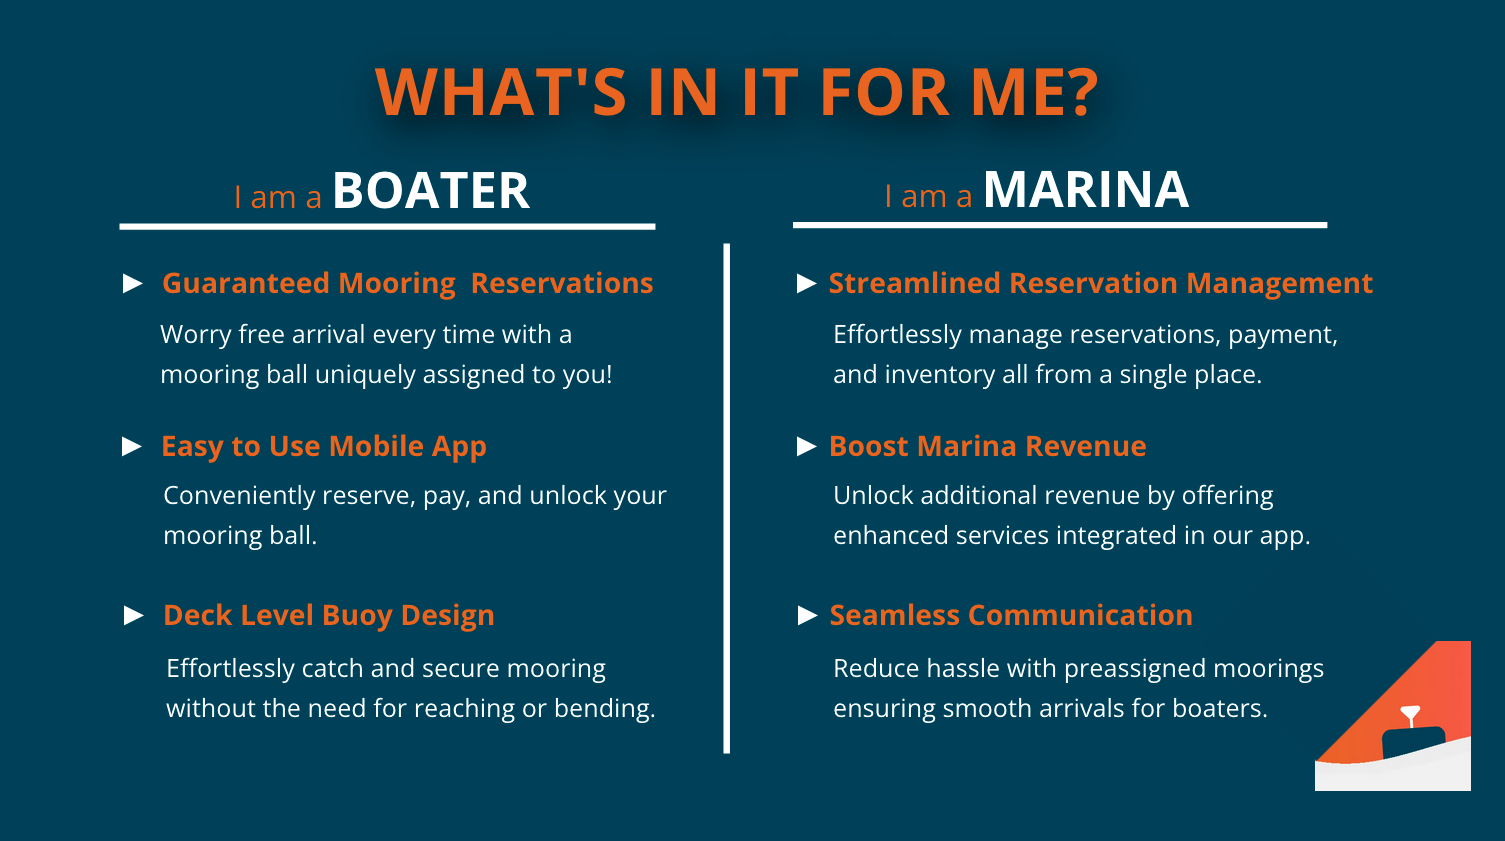 WHAT'S IN IT FOR ME?
I am a BOATER
Guaranteed Mooring  Reservations
Worry free arrival every time with a
mooring ball uniquely assigned to you!
Easy to Use Mobile App
Conveniently reserve, pay, and unlock your
mooring ball.
Deck Level Buoy Design
Effortlessly catch and secure mooring
without the need for reaching or bending.
I am a MARINA
Streamlined Reservation Management
Effortlessly manage reservations, payment,
and inventory all from a single place.
Boost Marina Revenue
Unlock additional revenue by offering
enhanced services integrated in our app.
Seamless Communication
Reduce hassle with preassigned moorings
ensuring smooth arrivals for boaters.